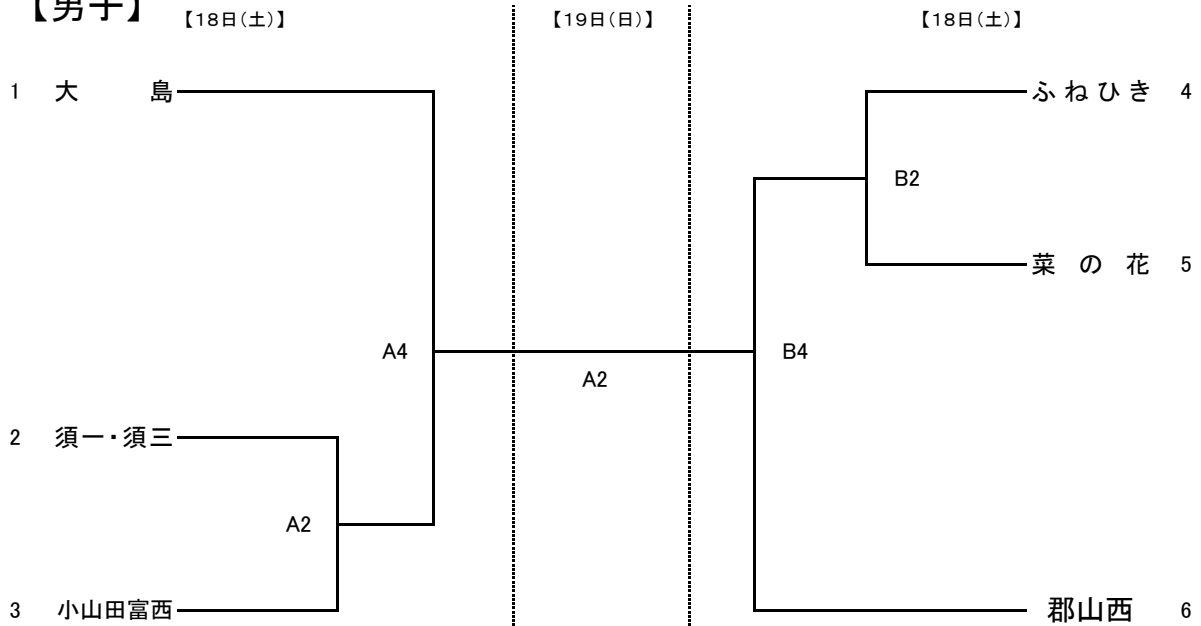 【男子】 【18日(土)】 【19日(日)】 【18日(土)】
1 大島 ふねひき 4
B2
菜の花 5
A4 B4
A2
2 須一・須三
A2
3 小山田富西 郡山西 6